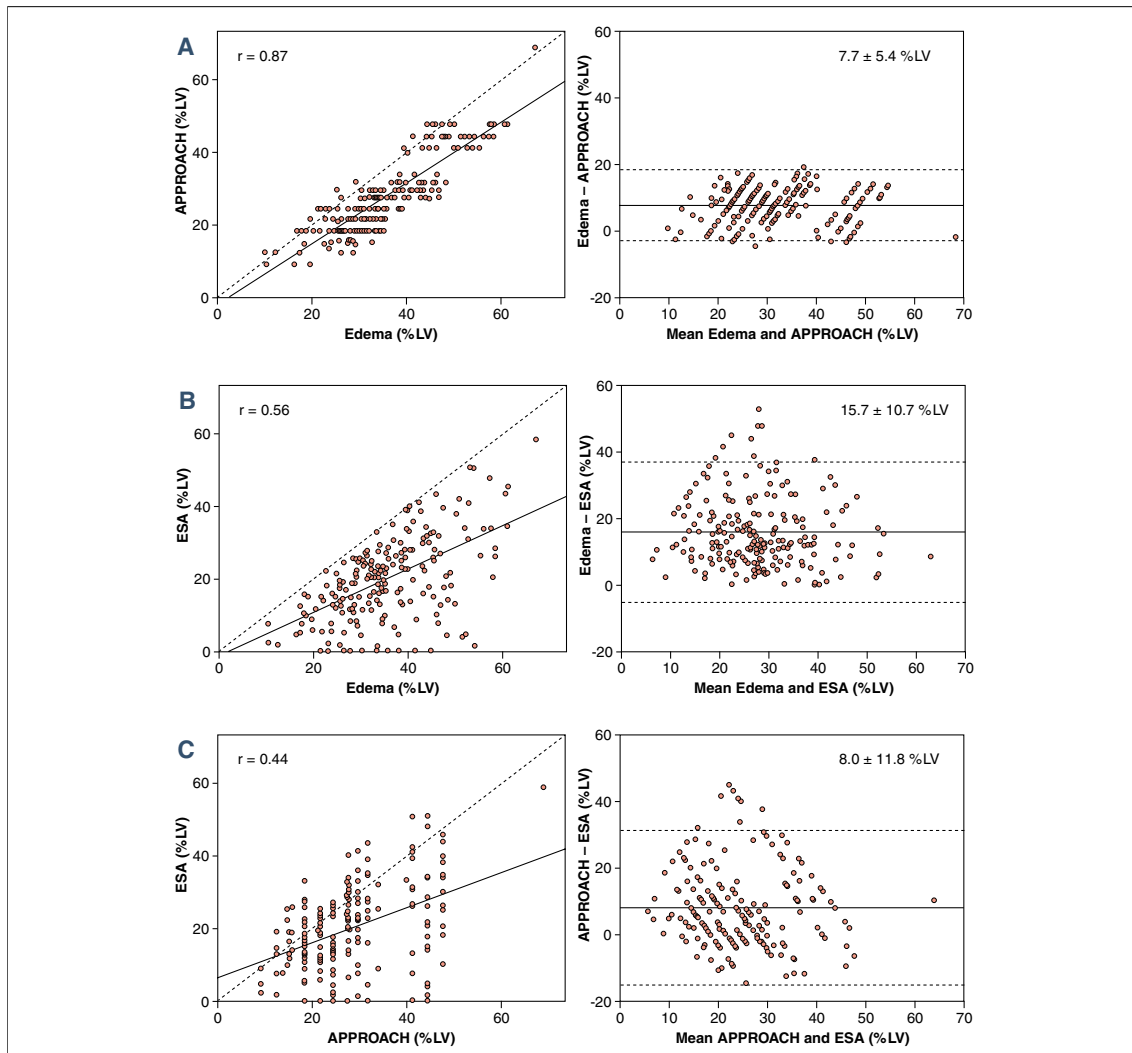 A
r = 0.87
APPROACH (%LV)
60
40
20
0
20
40
60
Edema (%LV)
7.7 ± 5.4 %LV
Edema – APPROACH (%LV)
60
40
20
0
-20
0
10
20
30
40
50
60
70
Mean Edema and APPROACH (%LV)
B
r = 0.56
ESA (%LV)
60
40
20
0
0
20
40
60
Edema (%LV)
15.7 ± 10.7 %LV
Edema – ESA (%LV)
60
40
20
0
-20
0
10
20
30
40
50
60
70
Mean Edema and ESA (%LV)
C
r = 0.44
ESA (%LV)
60
40
20
0
0
20
40
60
APPROACH (%LV)
8.0 ± 11.8 %LV
APPROACH – ESA (%LV)
60
40
20
0
-20
0
10
20
30
40
50
60
70
Mean APPROACH and ESA (%LV)